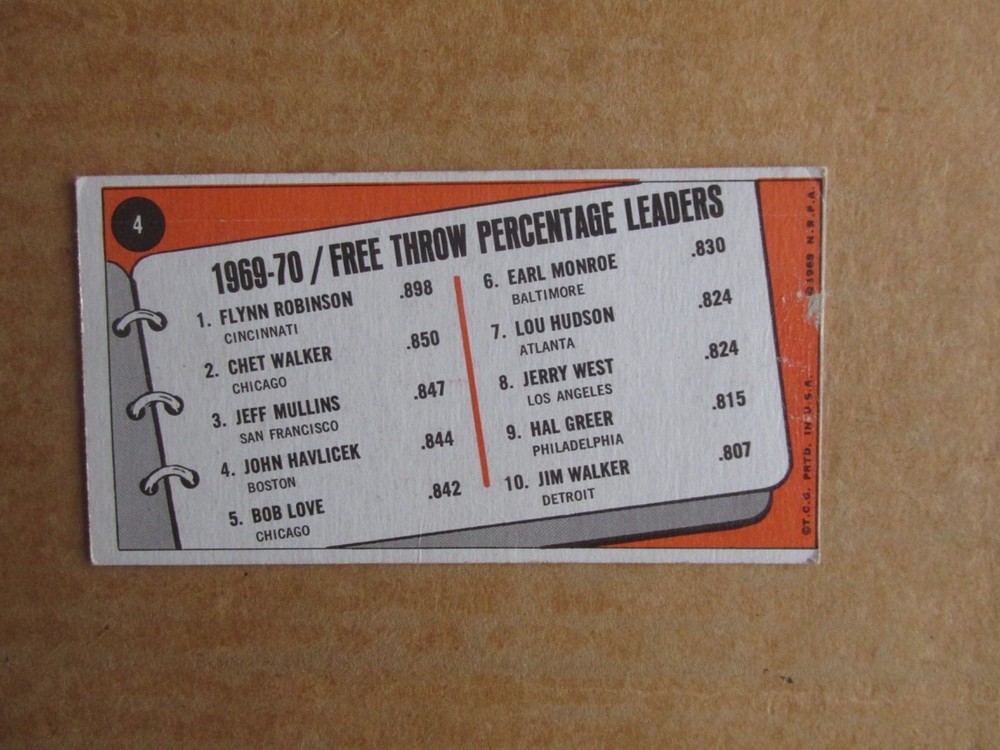 4
1969-70 / FREE THROW PERCENTAGE LEADERS
1. FLYNN ROBINSON .898
CINCINNATI
2. CHET WALKER .850
CHICAGO
3. JEFF MULLINS .847
SAN FRANCISCO
4. JOHN HAVLICEK .844
BOSTON
5. BOB LOVE .842
CHICAGO
6. EARL MONROE .830
BALTIMORE
7. LOU HUDSON .824
ATLANTA
8. JERRY WEST .824
LOS ANGELES
9. HAL GREER .815
PHILADELPHIA
10. JIM WALKER .807
DETROIT
©T.C.G. PRTD. IN U.S.A. ©1969 N.B.P.A.